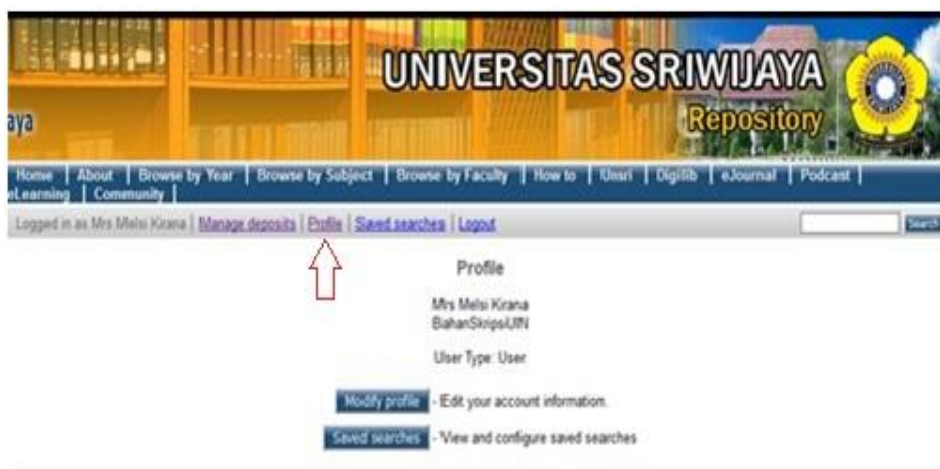 UNIVERSITAS SRIWIJAYA
Repository
aya
Home | About | Browse by Year | Browse by Subject | Browse by Faculty | How to | Unsri | Digilib | eJournal | Podcast |
eLearning | Community |
Logged in as Mrs Melsi Kirana | Manage deposits | Profile | Saved searches | Logout
Search
Profile
Mrs Melsi Kirana
BahanSkripsiUIN
User Type: User
Modify profile - Edit your account information.
Saved searches - View and configure saved searches